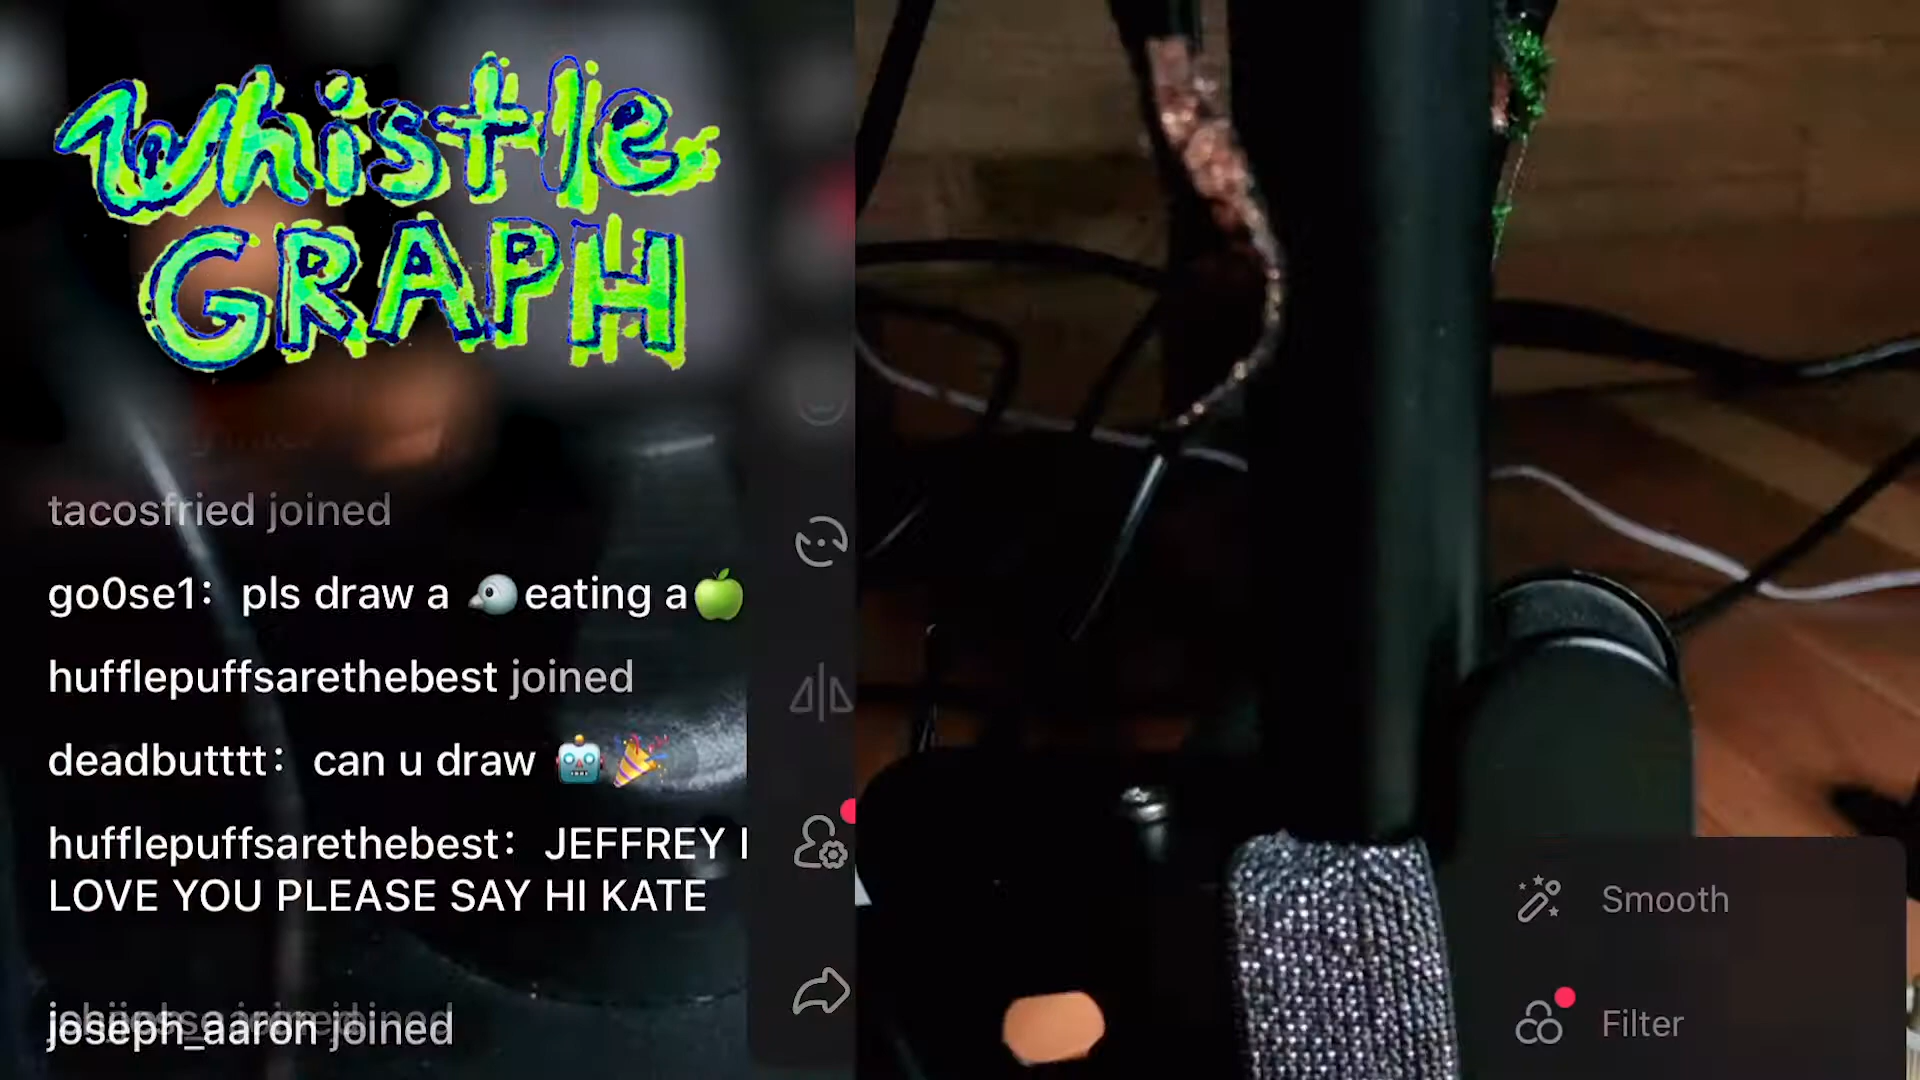 Whistle
GRAPH
tacosfried joined
go0se1: pls draw a 🐦eating a🍏
hufflepuffsarethebest joined
deadbutttt: can u draw 🤖🎉
hufflepuffsarethebest: JEFFREY I
LOVE YOU PLEASE SAY HI KATE
joseph_aaron joined
Smooth
Filter